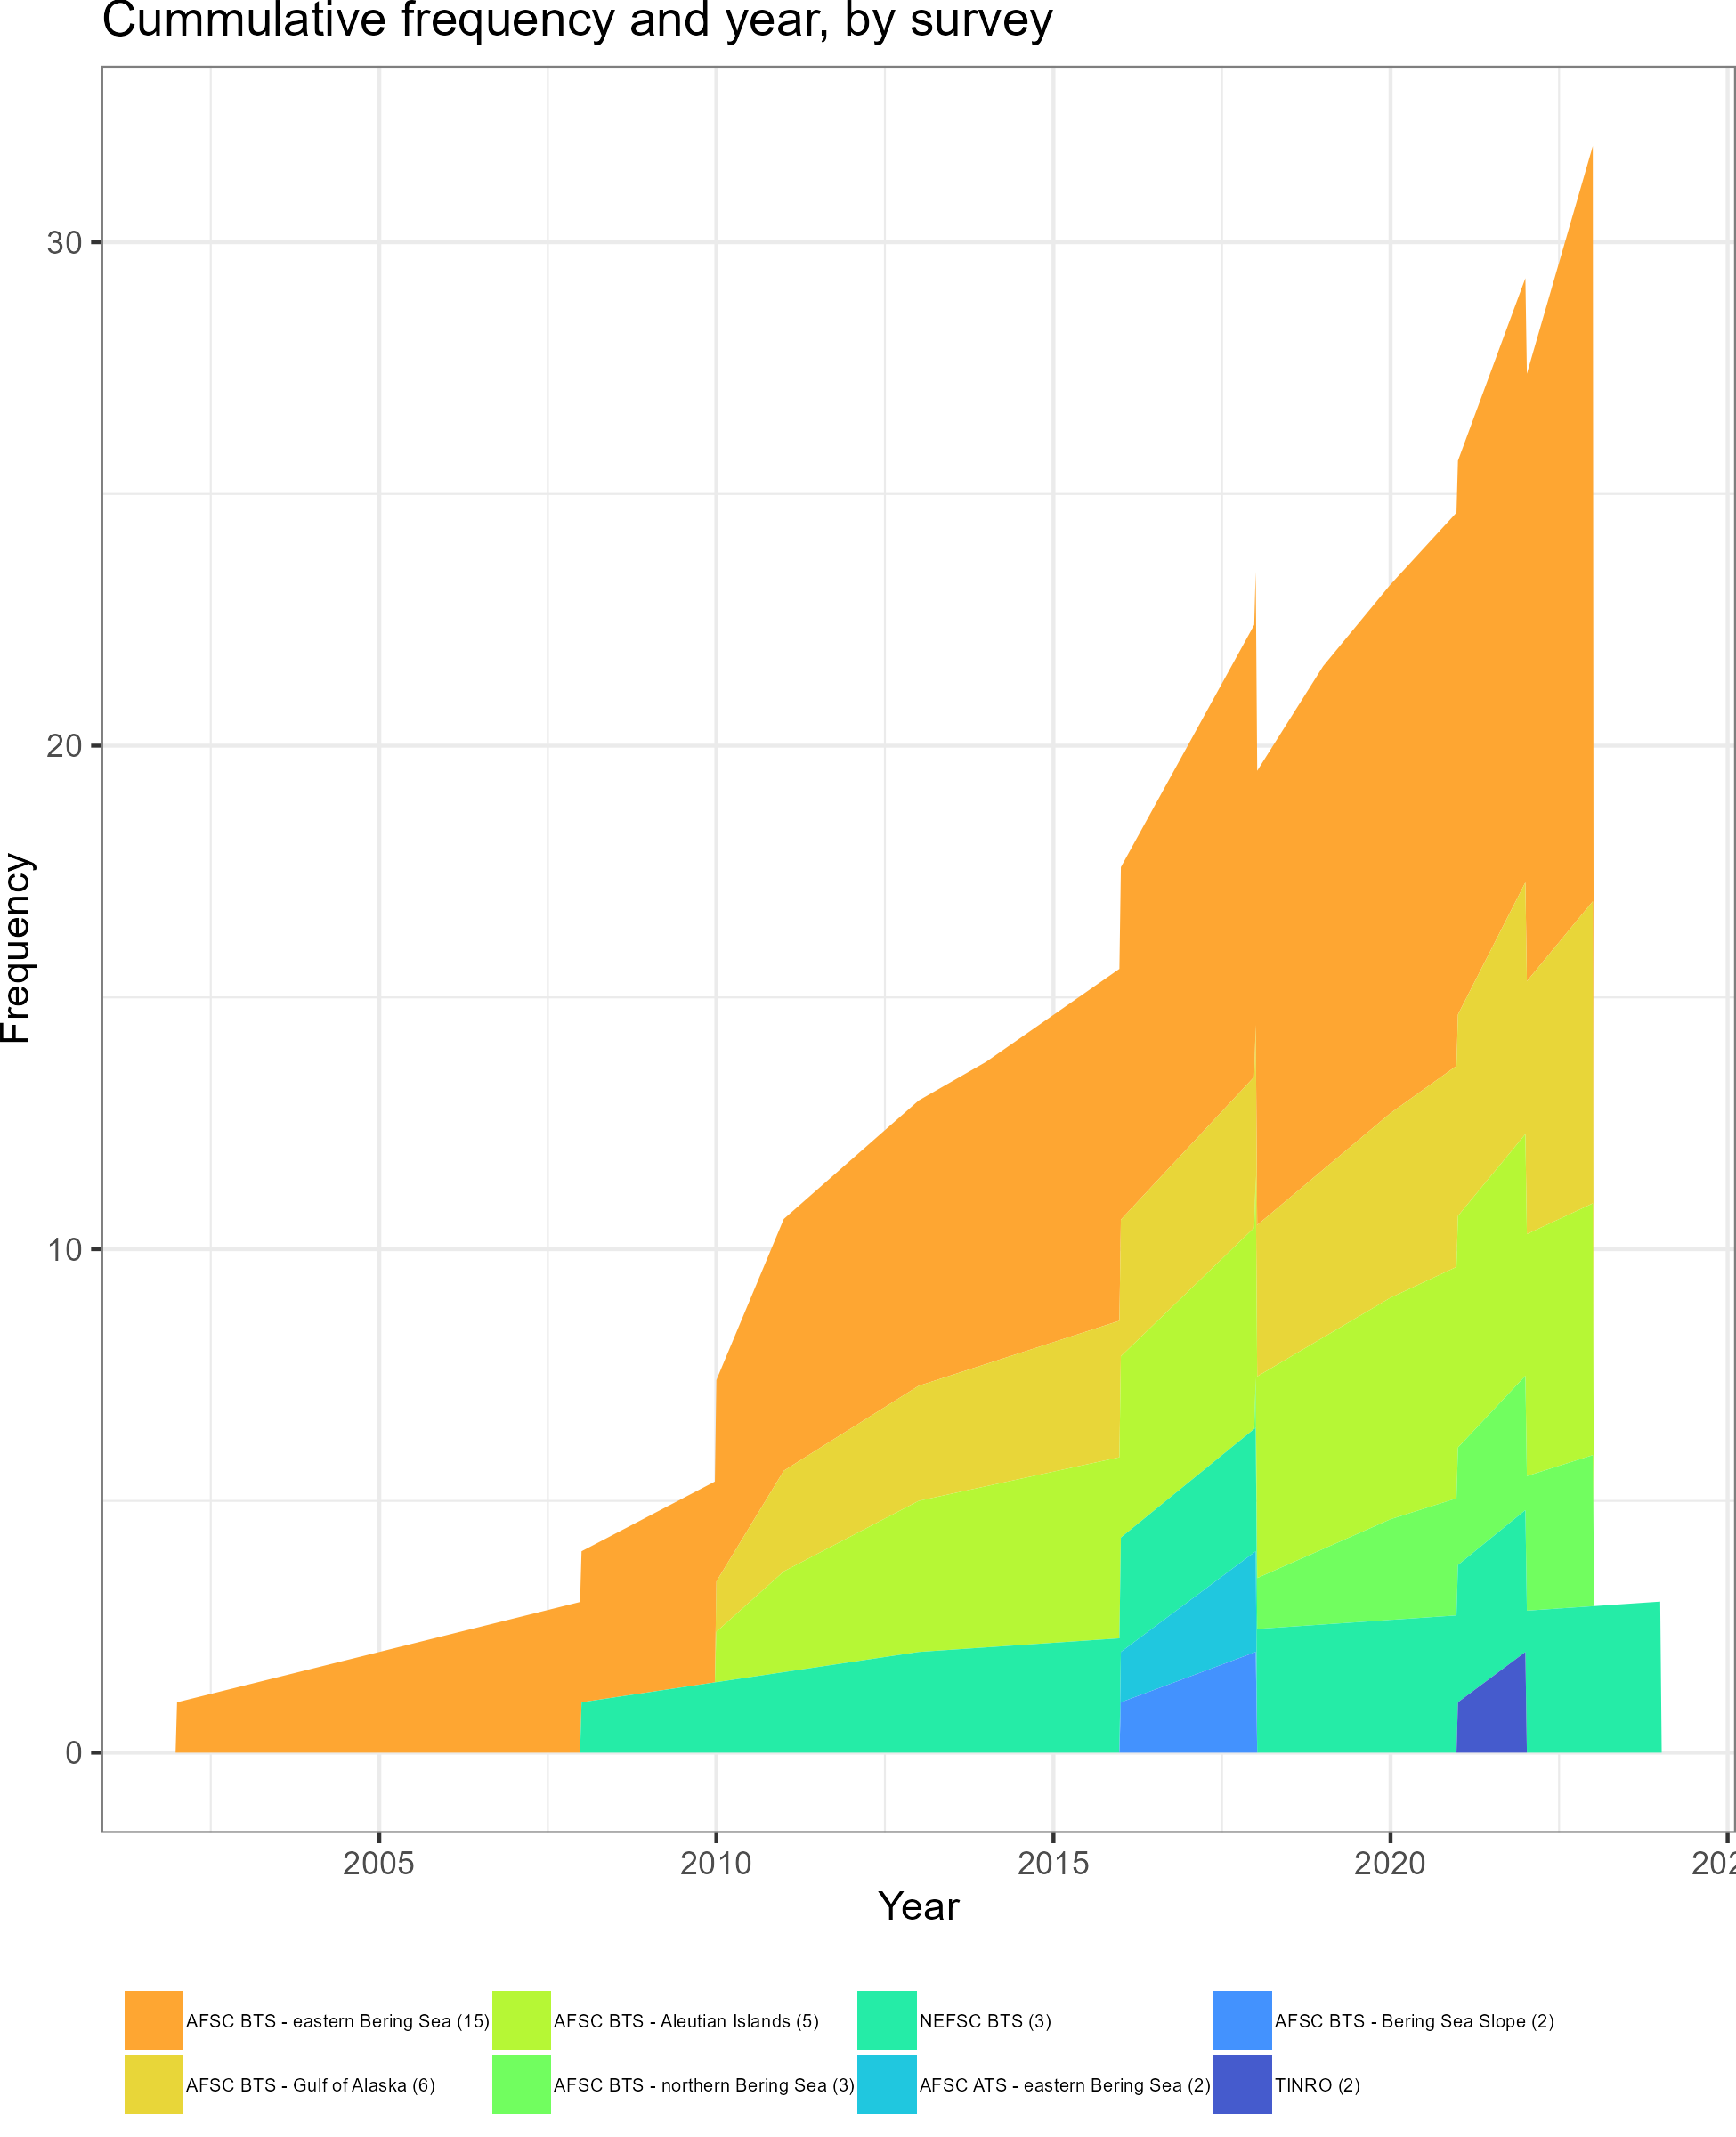 Cummulative frequency and year, by survey
30
20
10
0
Frequency
2005 2010 2015 2020 202
Year
AFSC BTS - eastern Bering Sea (15) AFSC BTS - Aleutian Islands (5) NEFSC BTS (3) AFSC BTS - Bering Sea Slope (2)
AFSC BTS - Gulf of Alaska (6) AFSC BTS - northern Bering Sea (3) AFSC ATS - eastern Bering Sea (2) TINRO (2)